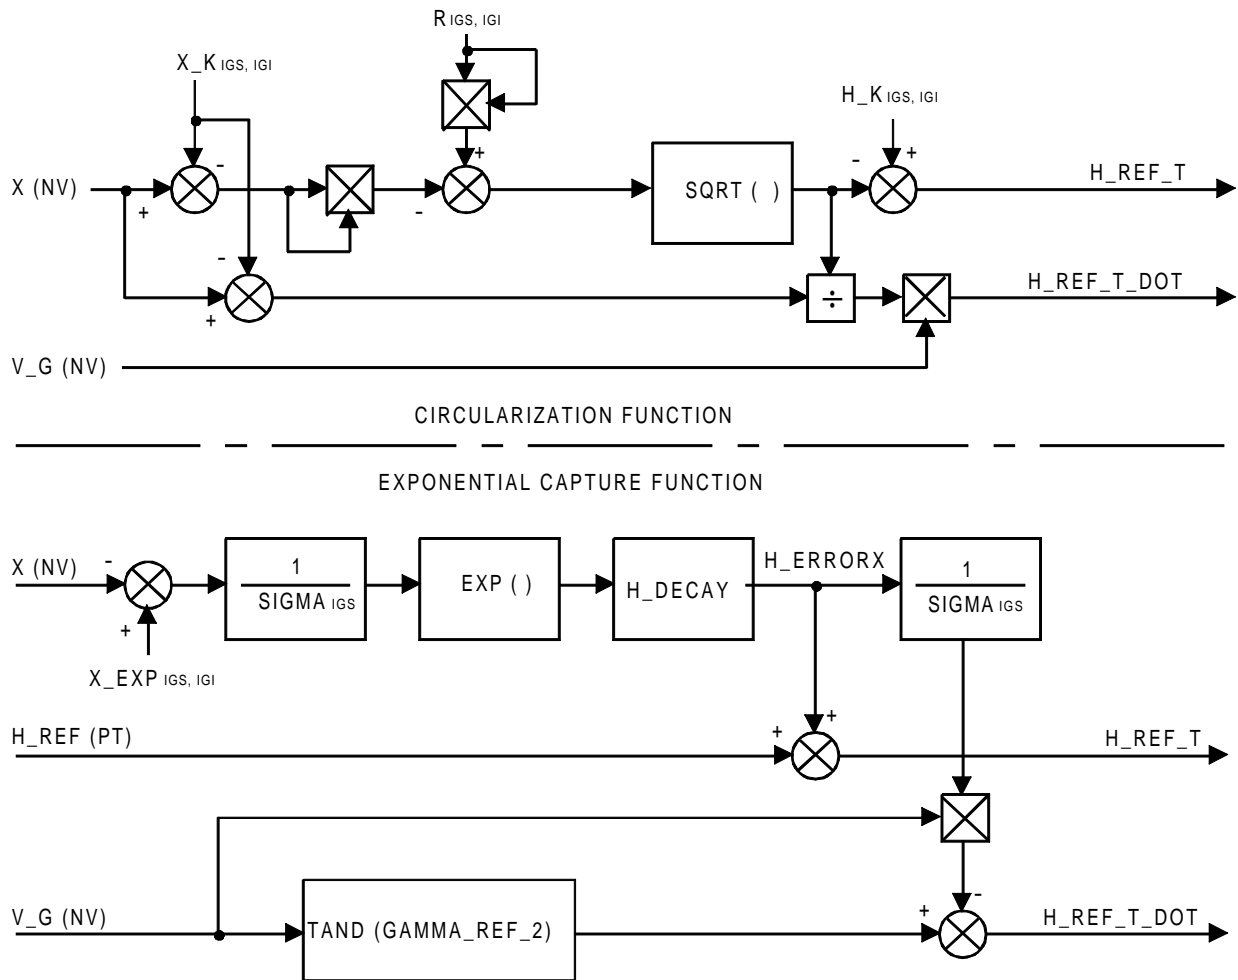 R IGS, IGI
X_K IGS, IGI
H_K IGS, IGI
- + - +
X (NV)
+ -
SQRT ( )
H_REF_T
-
+
÷
H_REF_T_DOT
V_G (NV)
CIRCULARIZATION FUNCTION
EXPONENTIAL CAPTURE FUNCTION
X (NV)
-
+
X_EXP IGS, IGI
1
SIGMA IGS
EXP ( )
H_DECAY
H_ERRORX
1
SIGMA IGS
H_REF (PT)
+ +
H_REF_T
V_G (NV)
TAND (GAMMA_REF_2)
+ -
H_REF_T_DOT